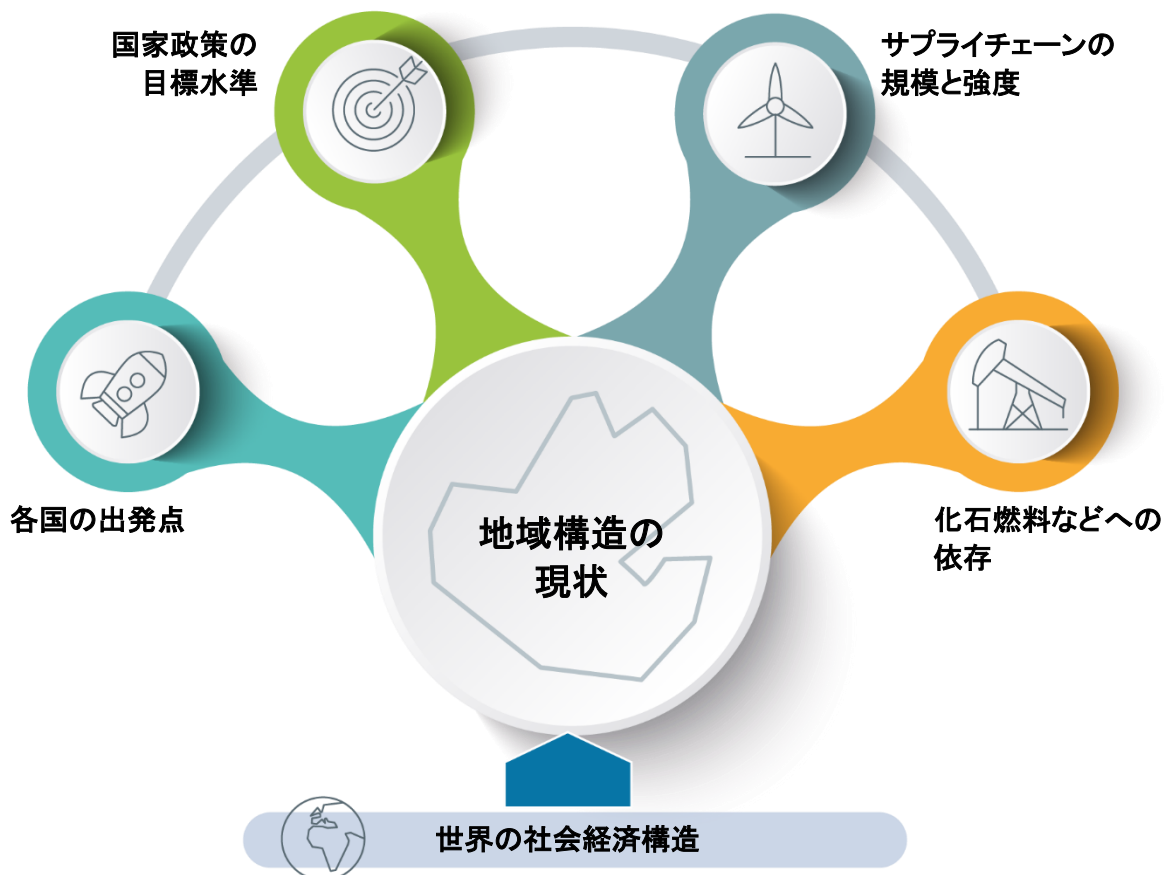 国家政策の
目標水準
サプライチェーンの
規模と強度
各国の出発点
化石燃料などへの
依存
地域構造の
現状
世界の社会経済構造